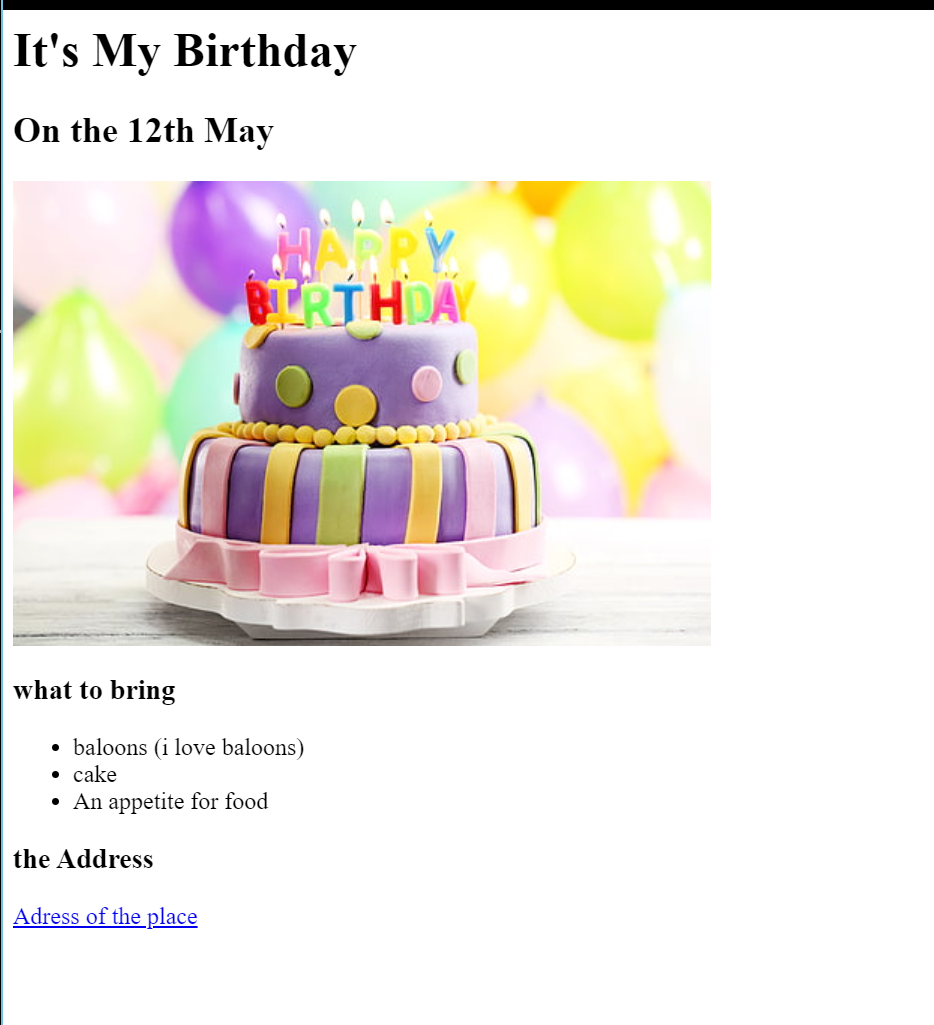 It's My Birthday
On the 12th May
HAPPY
BIRTHDAY
what to bring
baloons (i love baloons)
cake
An appetite for food
the Address
Adress of the place